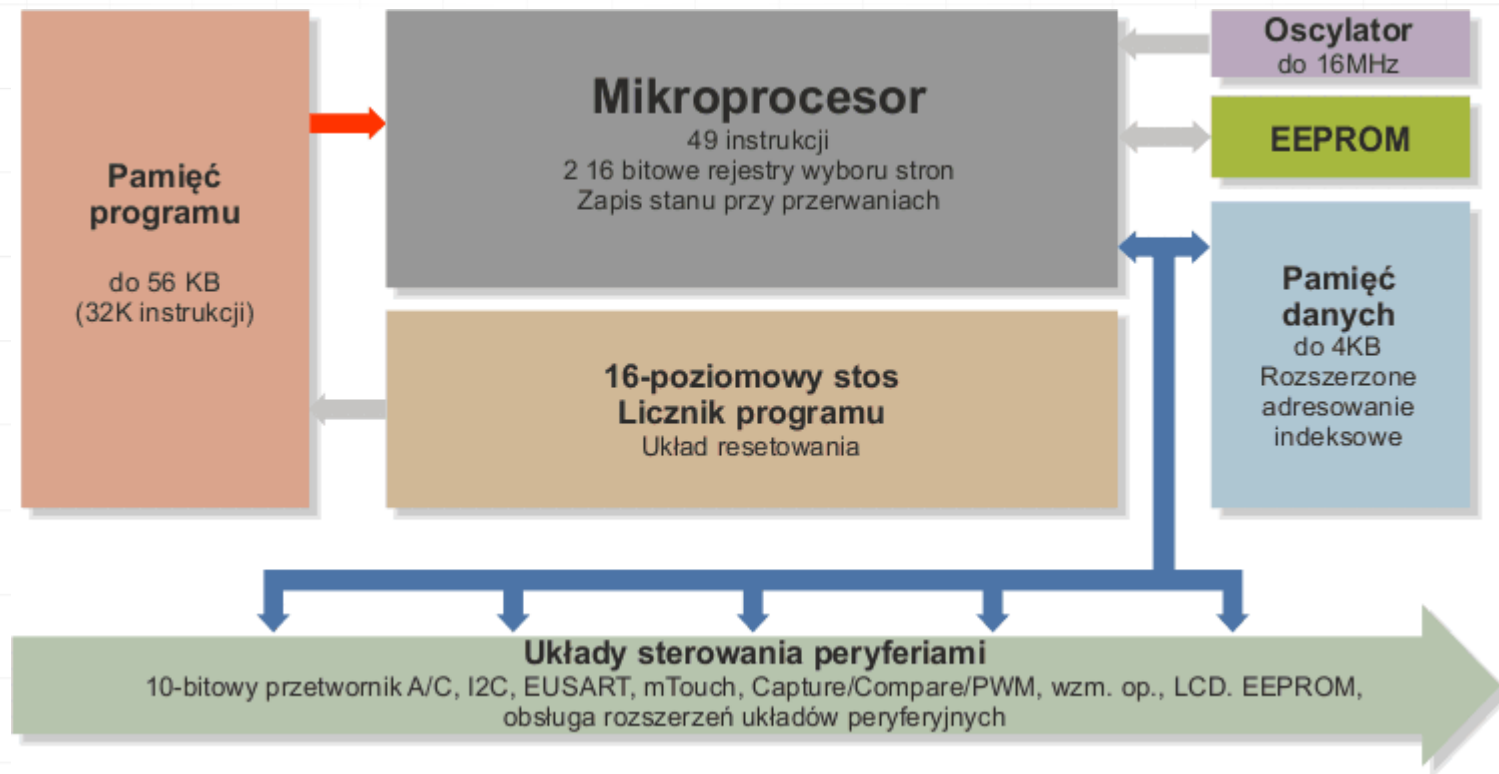 Pamięć
programu
do 56 KB
(32K instrukcji)
Mikroprocesor
49 instrukcji
2 16 bitowe rejestry wyboru stron
Zapis stanu przy przerwaniach
16-poziomowy stos
Licznik programu
Układ resetowania
Oscylator
do 16MHz
EEPROM
Pamięć
danych
do 4KB
Rozszerzone
adresowanie
indeksowe
Układy sterowania peryferiami
10-bitowy przetwornik A/C, I2C, EUSART, mTouch, Capture/Compare/PWM, wzm. op., LCD. EEPROM,
obsługa rozszerzeń układów peryferyjnych